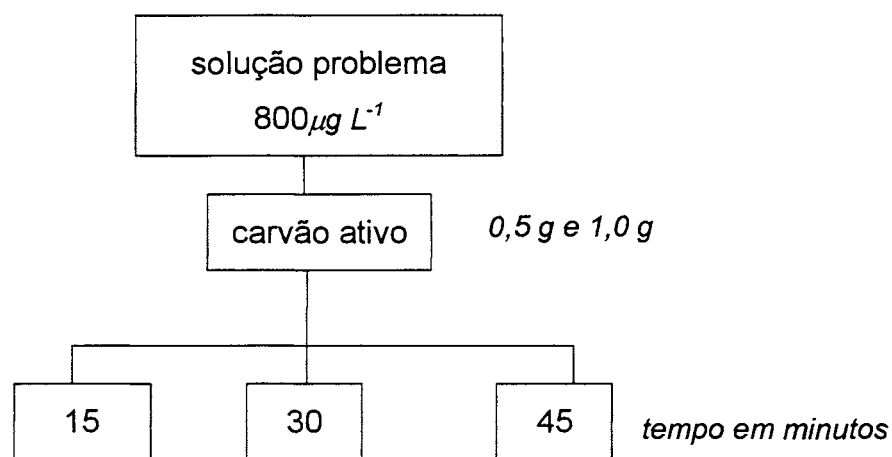 solução problema
800µg L⁻¹
carvão ativo
0,5 g e 1,0 g
15
30
45
tempo em minutos